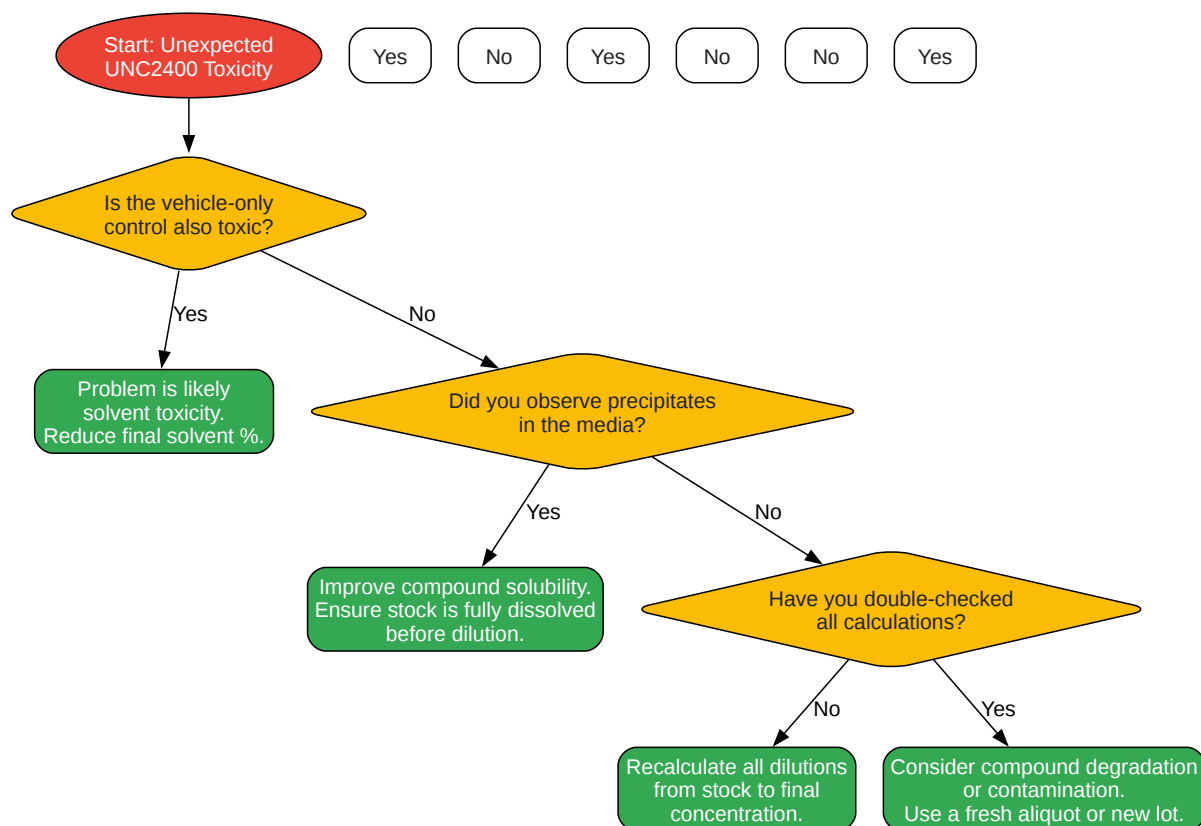 Start: Unexpected
UNC2400 Toxicity
Yes
No
Yes
No
No
Yes
Is the vehicle-only
control also toxic?
Yes
No
Problem is likely
solvent toxicity.
Reduce final solvent %.
Did you observe precipitates
in the media?
Yes
No
Improve compound solubility.
Ensure stock is fully dissolved
before dilution.
Have you double-checked
all calculations?
No
Yes
Recalculate all dilutions
from stock to final
concentration.
Consider compound degradation
or contamination.
Use a fresh aliquot or new lot.